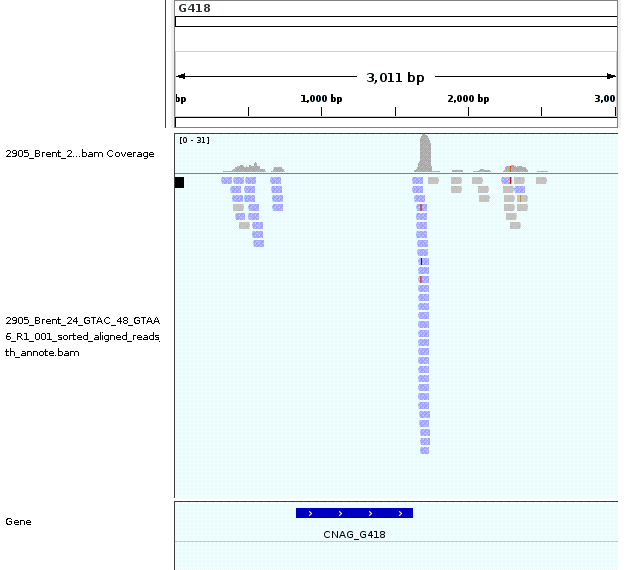 G418
3,011 bp
bp
1,000 bp
2,000 bp
3,00
[0 - 31]
2905_Brent_2...bam Coverage
2905_Brent_24_GTAC_48_GTAA
6_R1_001_sorted_aligned_reads_
th_annote.bam
Gene
CNAG_G418